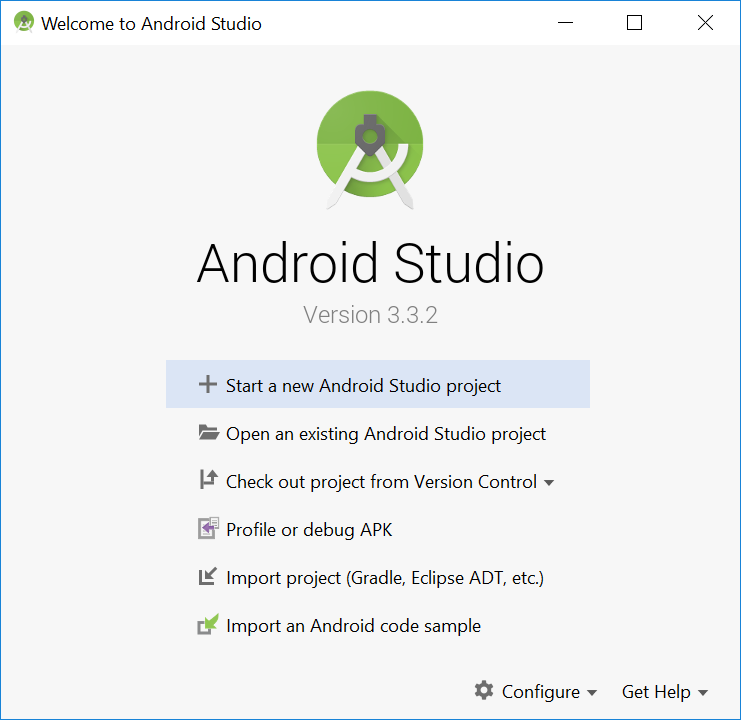 Welcome to Android Studio
Android Studio
Version 3.3.2
Start a new Android Studio project
Open an existing Android Studio project
Check out project from Version Control
Profile or debug APK
Import project (Gradle, Eclipse ADT, etc.)
Import an Android code sample
Configure Get Help